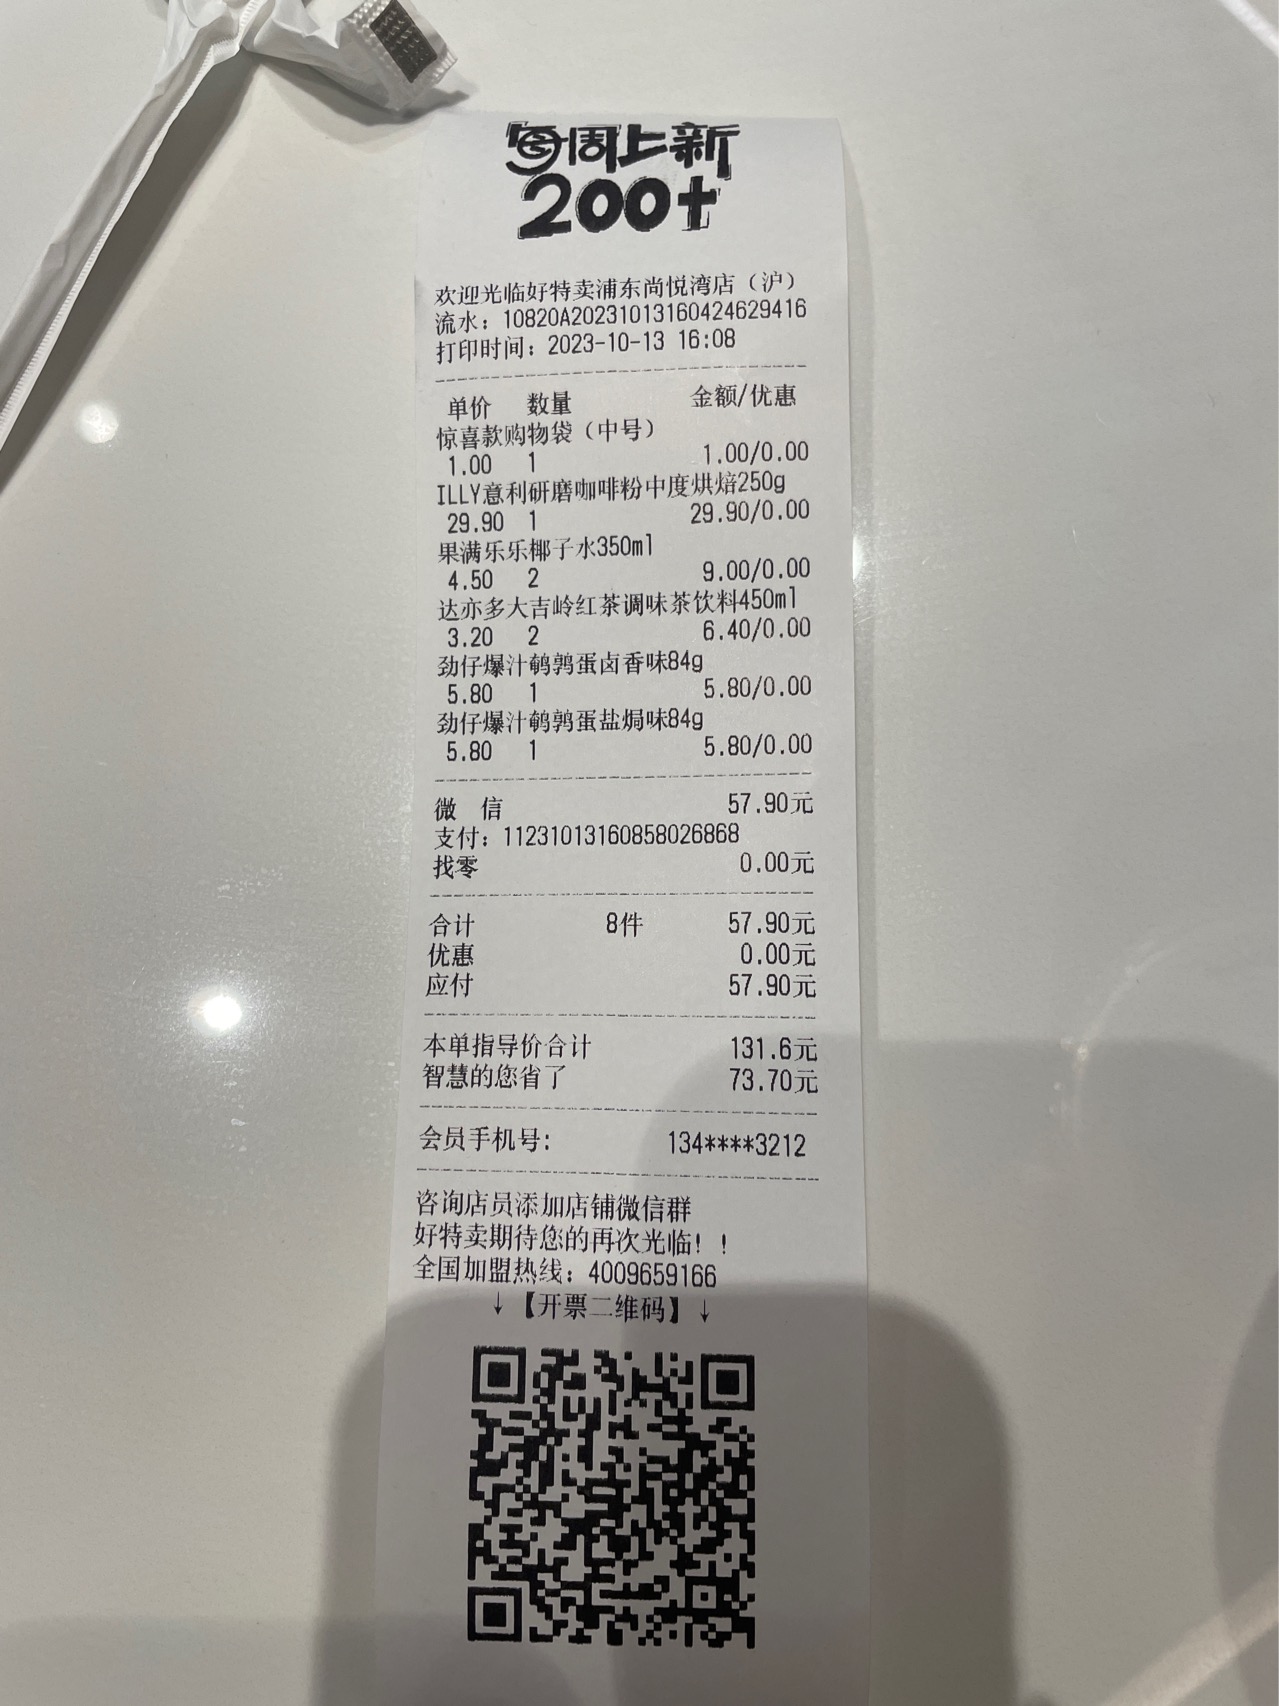 每周上新
200+
欢迎光临好特卖浦东尚悦湾店（沪）
流水：10820A20231013160424629416
打印时间：2023-10-13 16:08
单价 数量 金额/优惠
惊喜款购物袋（中号）
1.00 1 1.00/0.00
ILLY意利研磨咖啡粉中度烘焙250g
29.90 1 29.90/0.00
果满乐乐椰子水350ml
4.50 2 9.00/0.00
达亦多大吉岭红茶调味茶饮料450ml
3.20 2 6.40/0.00
劲仔爆汁鹌鹑蛋卤香味84g
5.80 1 5.80/0.00
劲仔爆汁鹌鹑蛋盐焗味84g
5.80 1 5.80/0.00
微 信 57.90元
支付：11231013160858026868
找零 0.00元
合计 8件 57.90元
优惠 0.00元
应付 57.90元
本单指导价合计 131.6元
智慧的您省了 73.70元
会员手机号: 134****3212
咨询店员添加店铺微信群
好特卖期待您的再次光临！！
全国加盟热线：4009659166
↓【开票二维码】↓